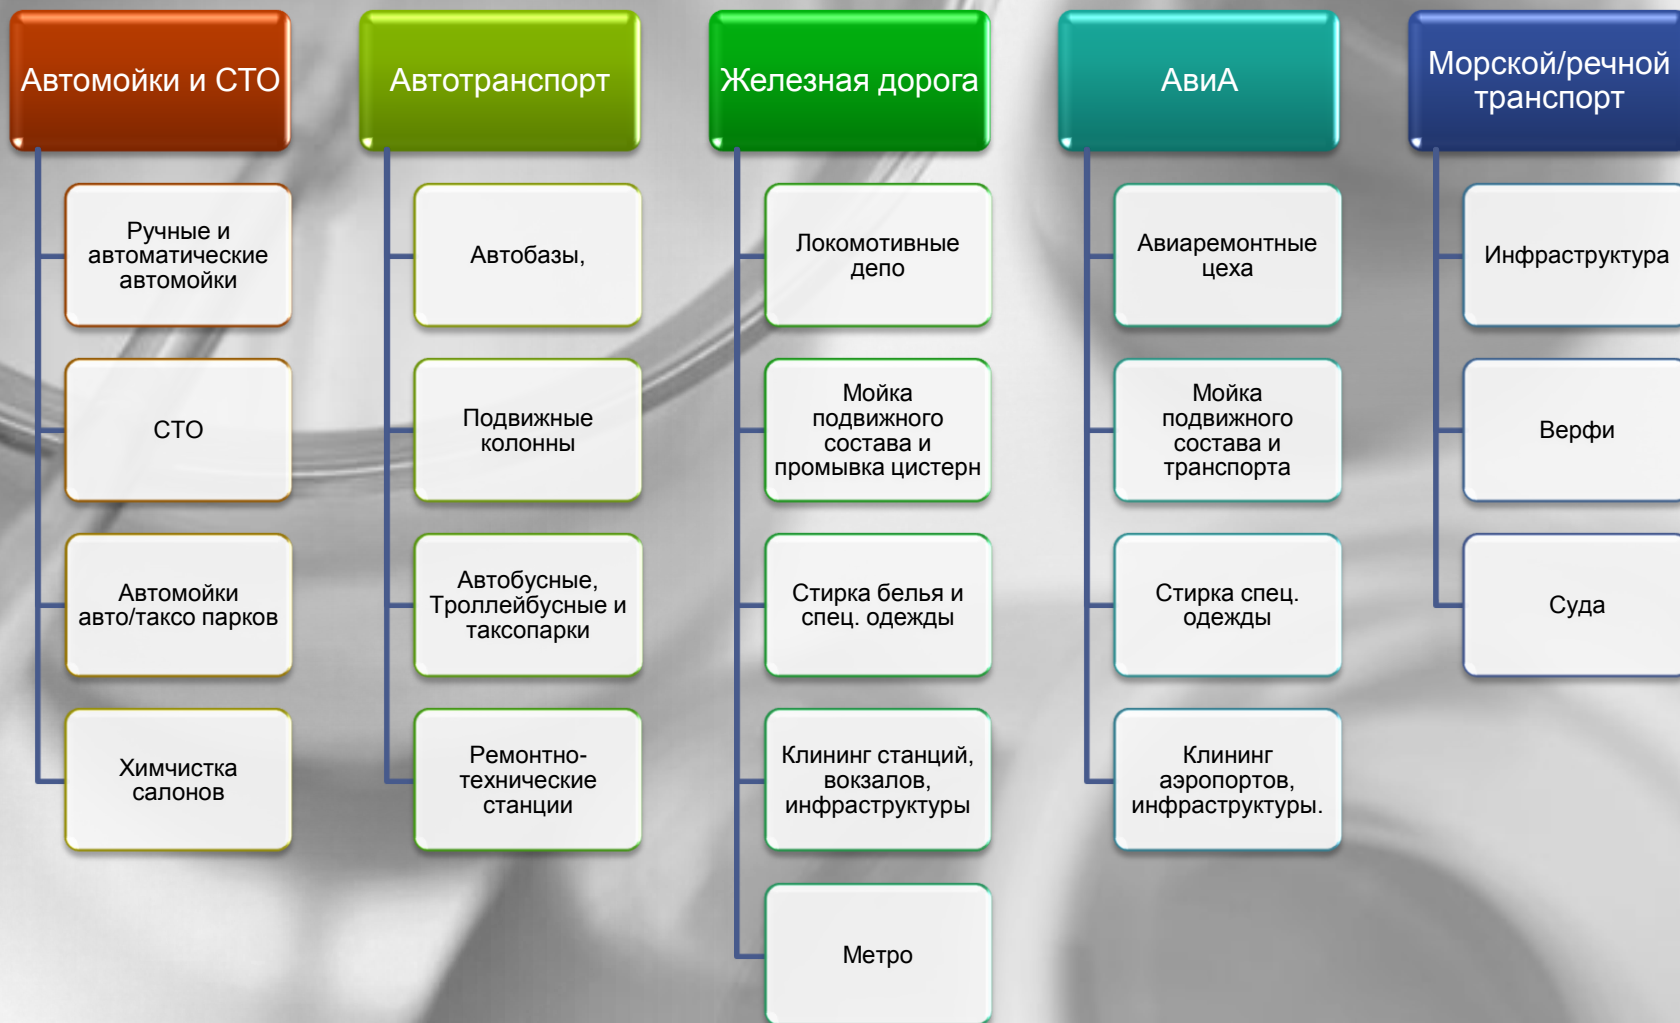 Автомойки и СТО
Ручные и
автоматические
автомойки
СТО
Автомойки
авто/таксо парков
Химчистка
салонов
Автотранспорт
Автобазы,
Подвижные
колонны
Автобусные,
Троллейбусные и
таксопарки
Ремонтно-
технические
станции
Железная дорога
Локомотивные
депо
Мойка
подвижного
состава и
промывка цистерн
Стирка белья и
спец. одежды
Клининг станций,
вокзалов,
инфраструктуры
Метро
АвиА
Авиаремонтные
цеха
Мойка
подвижного
состава и
транспорта
Стирка спец.
одежды
Клининг
аэропортов,
инфраструктуры.
Морской/речной
транспорт
Инфраструктура
Верфи
Суда